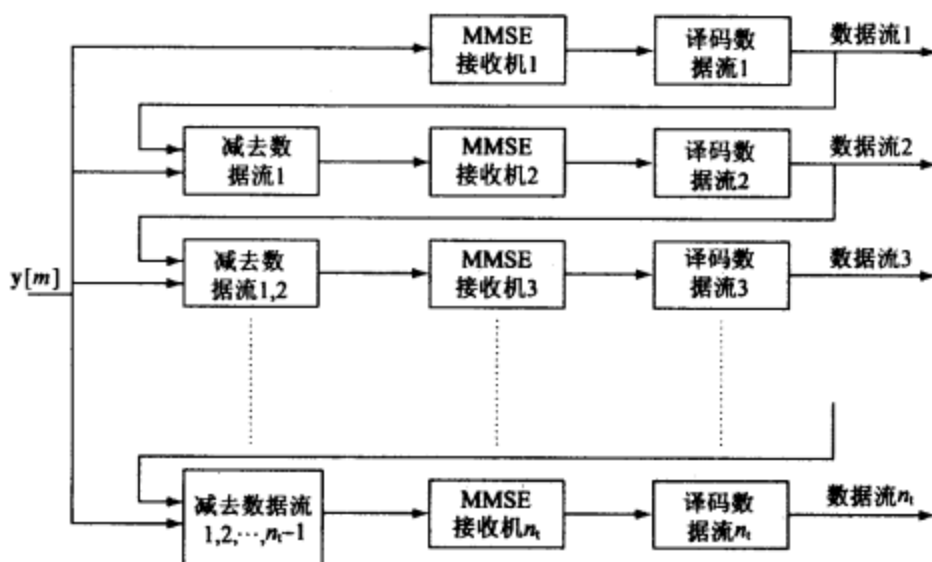 MMSE
接收机1
译码数
据流1
数据流1
减去数
据流1
MMSE
接收机2
译码数
据流2
数据流2
y[m]
减去数
据流1,2
MMSE
接收机3
译码数
据流3
数据流3
减去数据流
1,2,…,nt-1
MMSE
接收机nt
译码数
据流nt
数据流nt